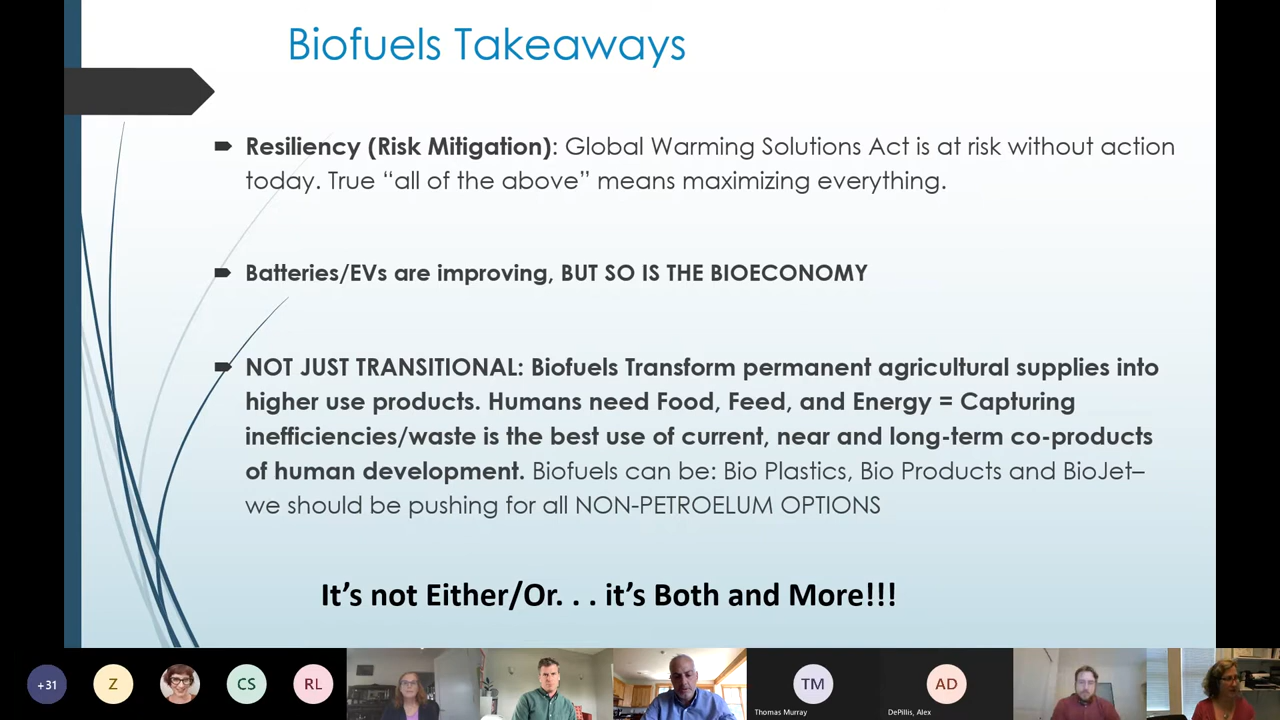 Biofuels Takeaways
Resiliency (Risk Mitigation): Global Warming Solutions Act is at risk without action
today. True “all of the above” means maximizing everything.
Batteries/EVs are improving, BUT SO IS THE BIOECONOMY
NOT JUST TRANSITIONAL: Biofuels Transform permanent agricultural supplies into
higher use products. Humans need Food, Feed, and Energy = Capturing
inefficiencies/waste is the best use of current, near and long-term co-products
of human development. Biofuels can be: Bio Plastics, Bio Products and BioJet–
we should be pushing for all NON-PETROELUM OPTIONS
It’s not Either/Or. . . it’s Both and More!!!
+31
Z
CS
RL
TM
AD
Thomas Murray
DePillis, Alex